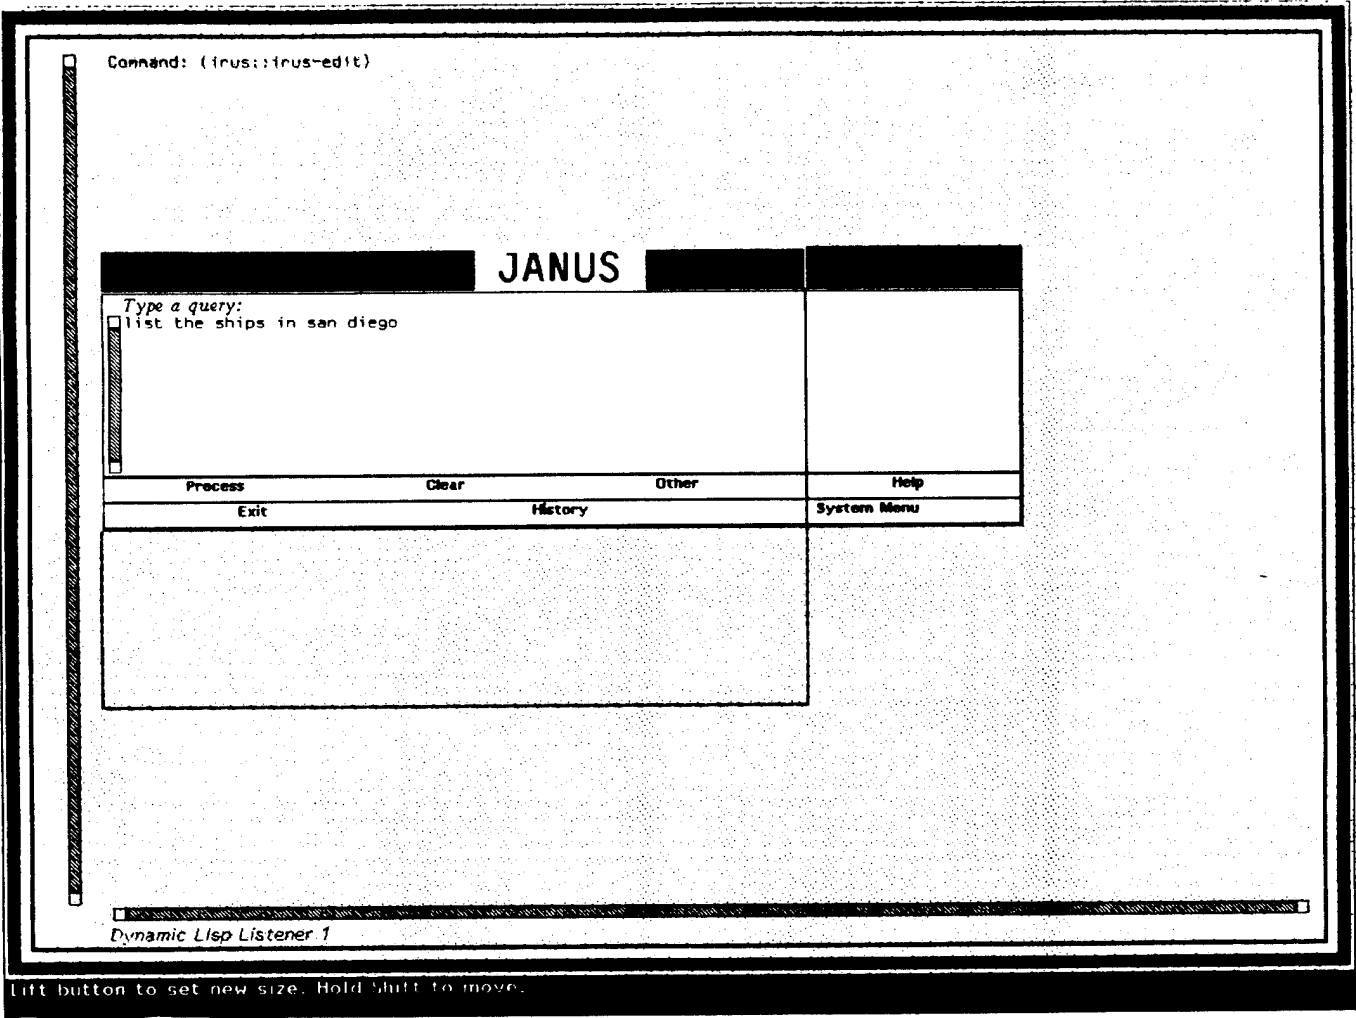 Command: (irus::irus-edit)
JANUS
Type a query:
list the ships in san diego
Process Clear Other Help
Exit History System Menu
Dynamic Lisp Listener 1
Lift button to set new size. Hold Shift to move.